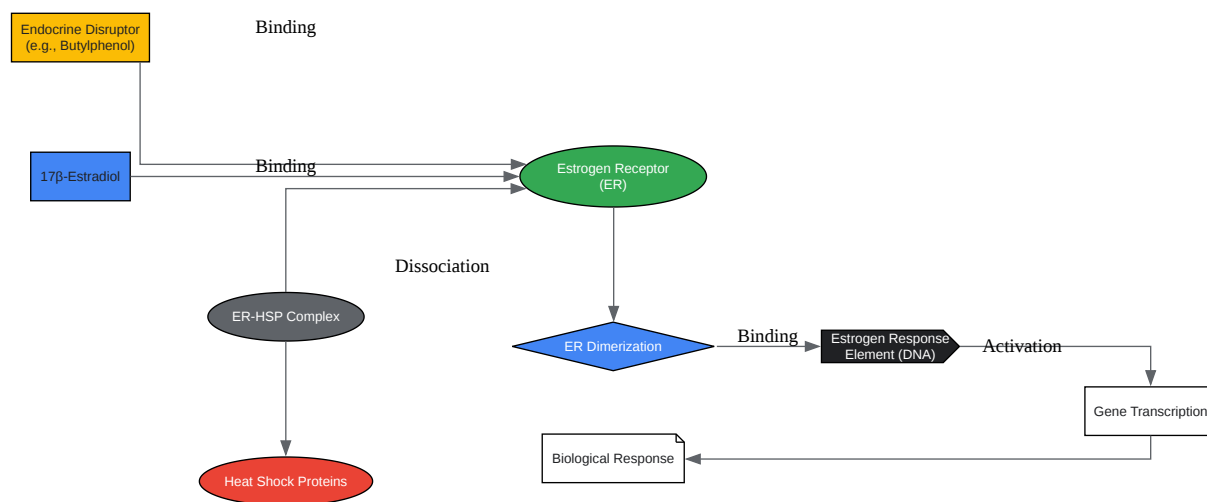 Endocrine Disruptor
(e.g., Butylphenol)
Binding
17β-Estradiol
Binding
Estrogen Receptor
(ER)
Dissociation
ER-HSP Complex
ER Dimerization
Binding
Estrogen Response
Element (DNA)
Activation
Gene Transcription
Biological Response
Heat Shock Proteins